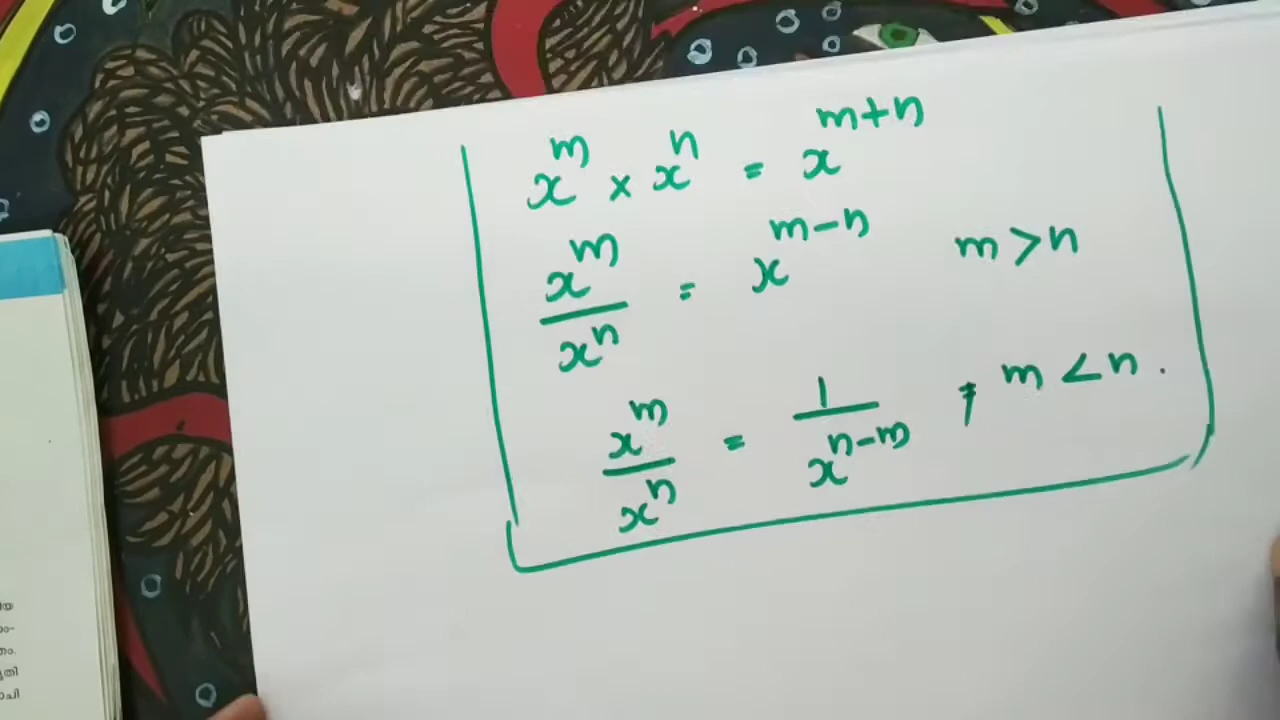 x^m × x^n = x^{m+n}
x^m / x^n = x^{m-n} m > n
x^m / x^n = 1 / x^{n-m} , m < n .